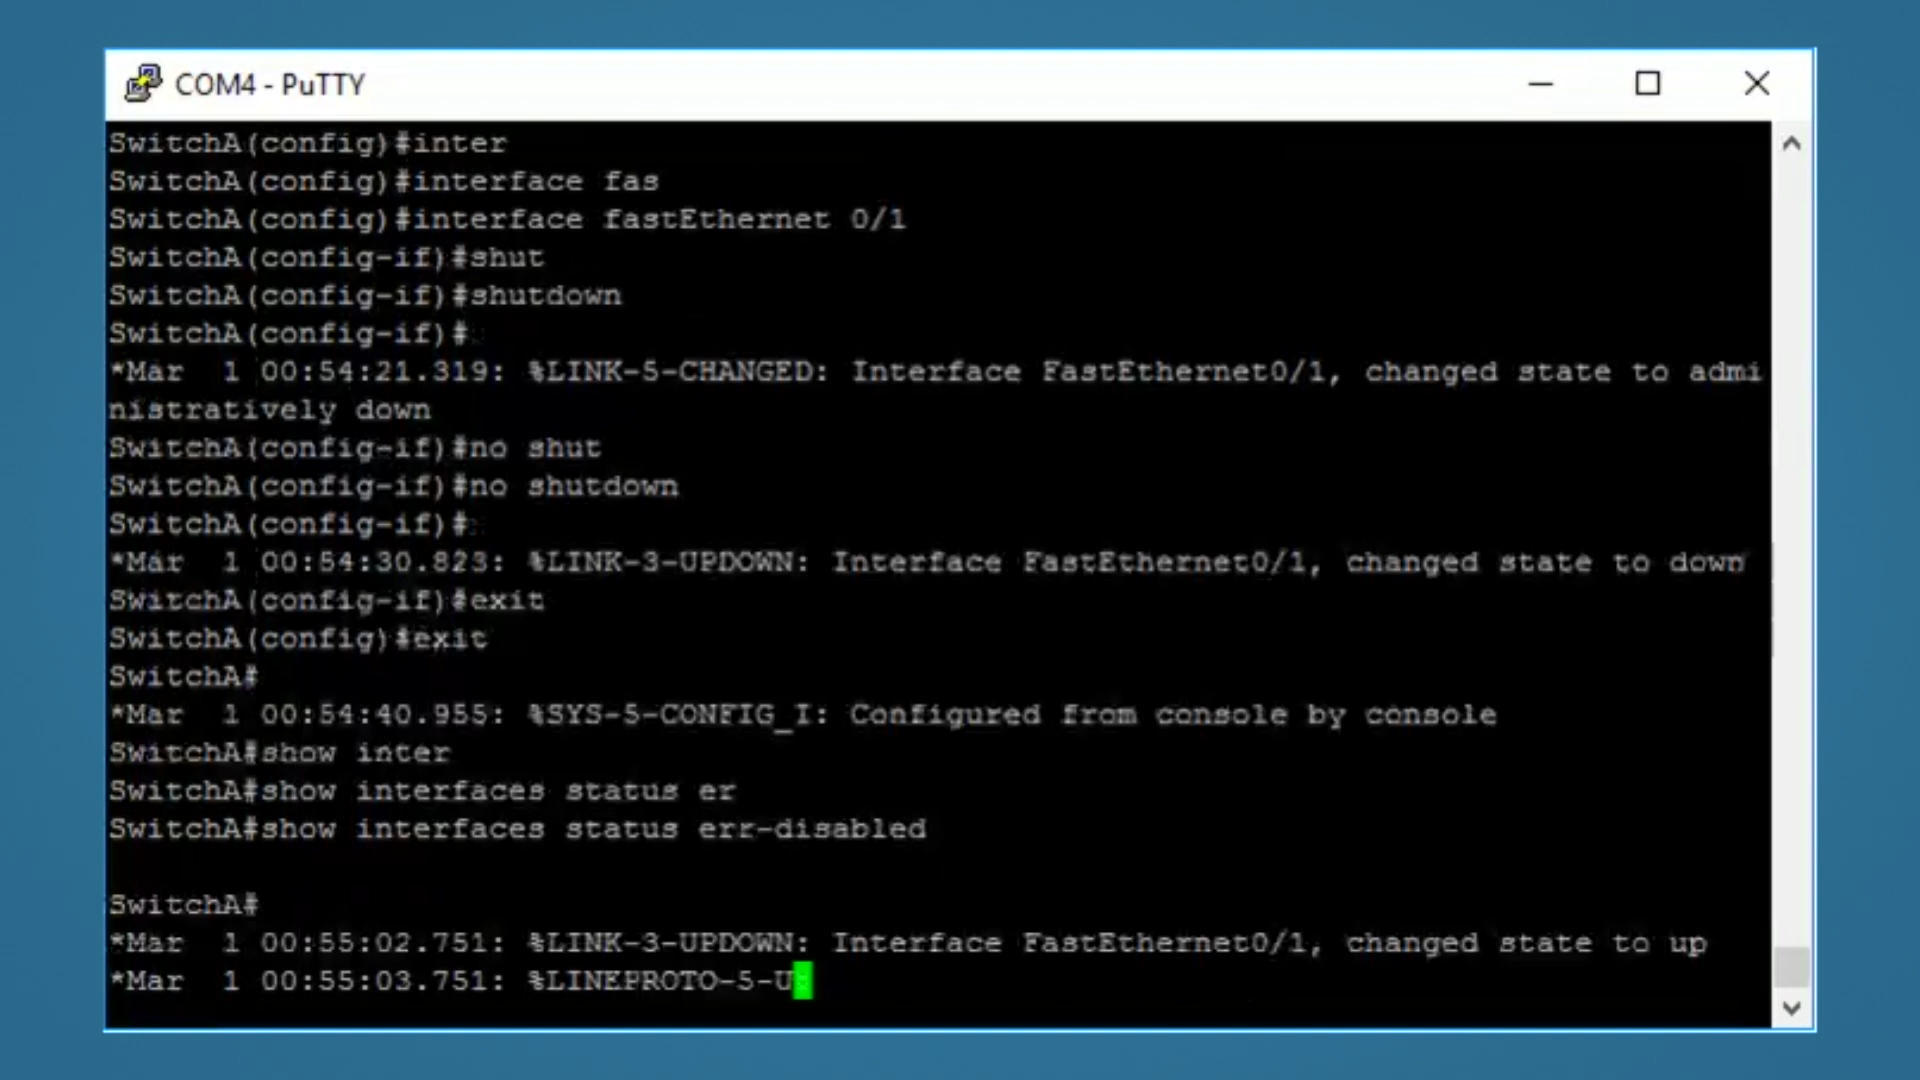 COM4 - PuTTY
SwitchA(config)#inter
SwitchA(config)#interface fas
SwitchA(config)#interface fastEthernet 0/1
SwitchA(config-if)#shut
SwitchA(config-if)#shutdown
SwitchA(config-if)#
*Mar  1 00:54:21.319: %LINK-5-CHANGED: Interface FastEthernet0/1, changed state to admi
nistratively down
SwitchA(config-if)#no shut
SwitchA(config-if)#no shutdown
SwitchA(config-if)#
*Mar  1 00:54:30.823: %LINK-3-UPDOWN: Interface FastEthernet0/1, changed state to down
SwitchA(config-if)#exit
SwitchA(config)#exit
SwitchA#
*Mar  1 00:54:40.955: %SYS-5-CONFIG_I: Configured from console by console
SwitchA#show inter
SwitchA#show interfaces status er
SwitchA#show interfaces status err-disabled
SwitchA#
*Mar  1 00:55:02.751: %LINK-3-UPDOWN: Interface FastEthernet0/1, changed state to up
*Mar  1 00:55:03.751: %LINEPROTO-5-U